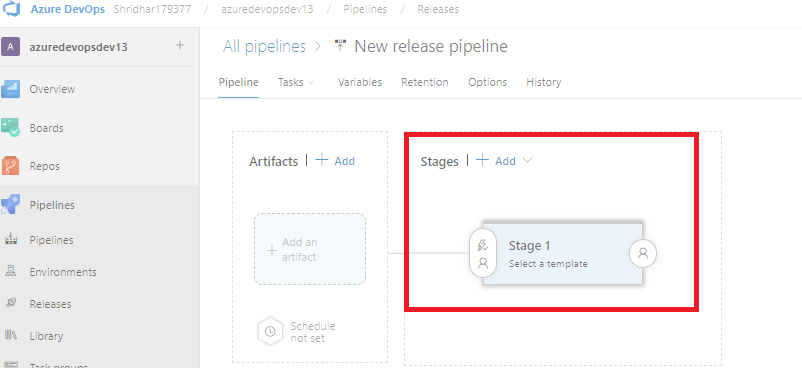 Azure DevOps Shridhar179377 / azuredevopsdev13 / Pipelines / Releases
A azuredevopsdev13 +
All pipelines > New release pipeline
Pipeline Tasks Variables Retention Options History
Overview
Boards
Repos
Pipelines
Pipelines
Environments
Releases
Library
Task groups
Artifacts | + Add
Stages | + Add
+ Add an
artifact
Stage 1
Select a template
Schedule
not set